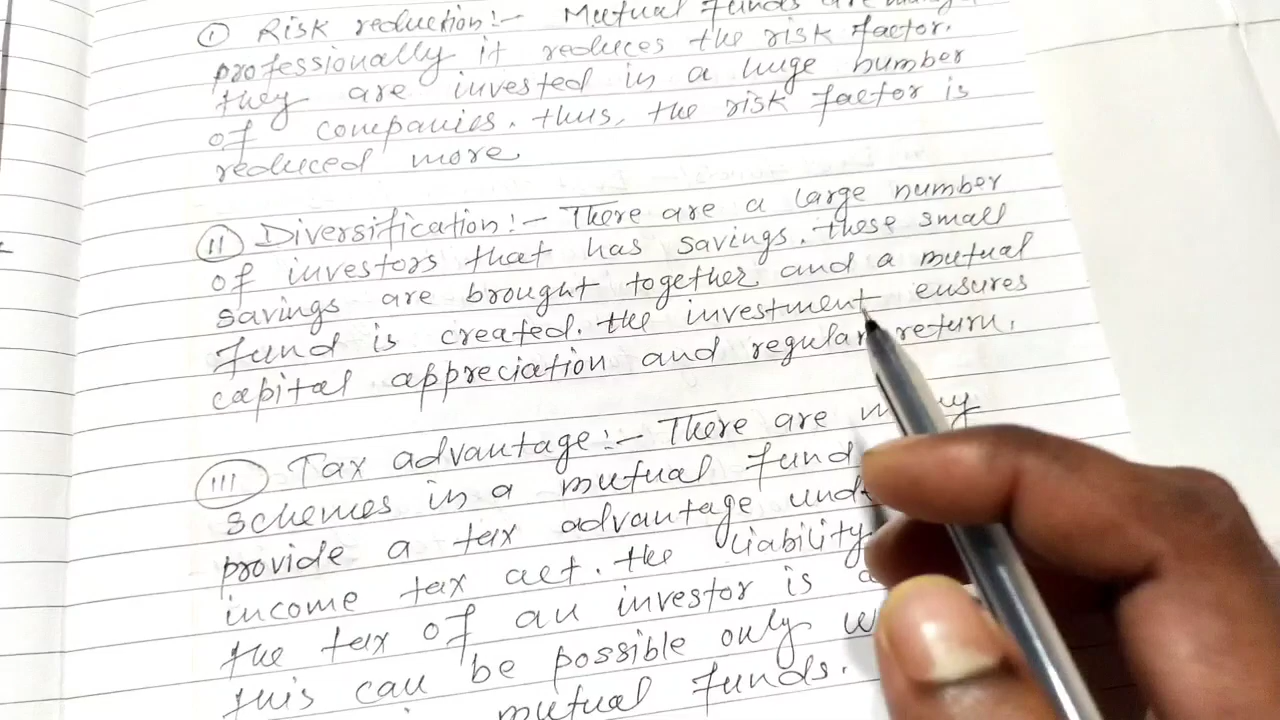 ① Risk reduction:- Mutual funds are
professionally it reduces the risk factor.
they are invested in a huge number
of companies. thus, the risk factor is
reduced more
(II) Diversification:- There are a large number
of investors that has savings. these small
savings are brought together and a mutual
fund is created. the investment ensures
capital appreciation and regular return.
(III) Tax advantage:- There are
schemes in a mutual fund
provide a tax advantage
income tax act. the liability
the tax of an investor is
this can be possible only
mutual funds.